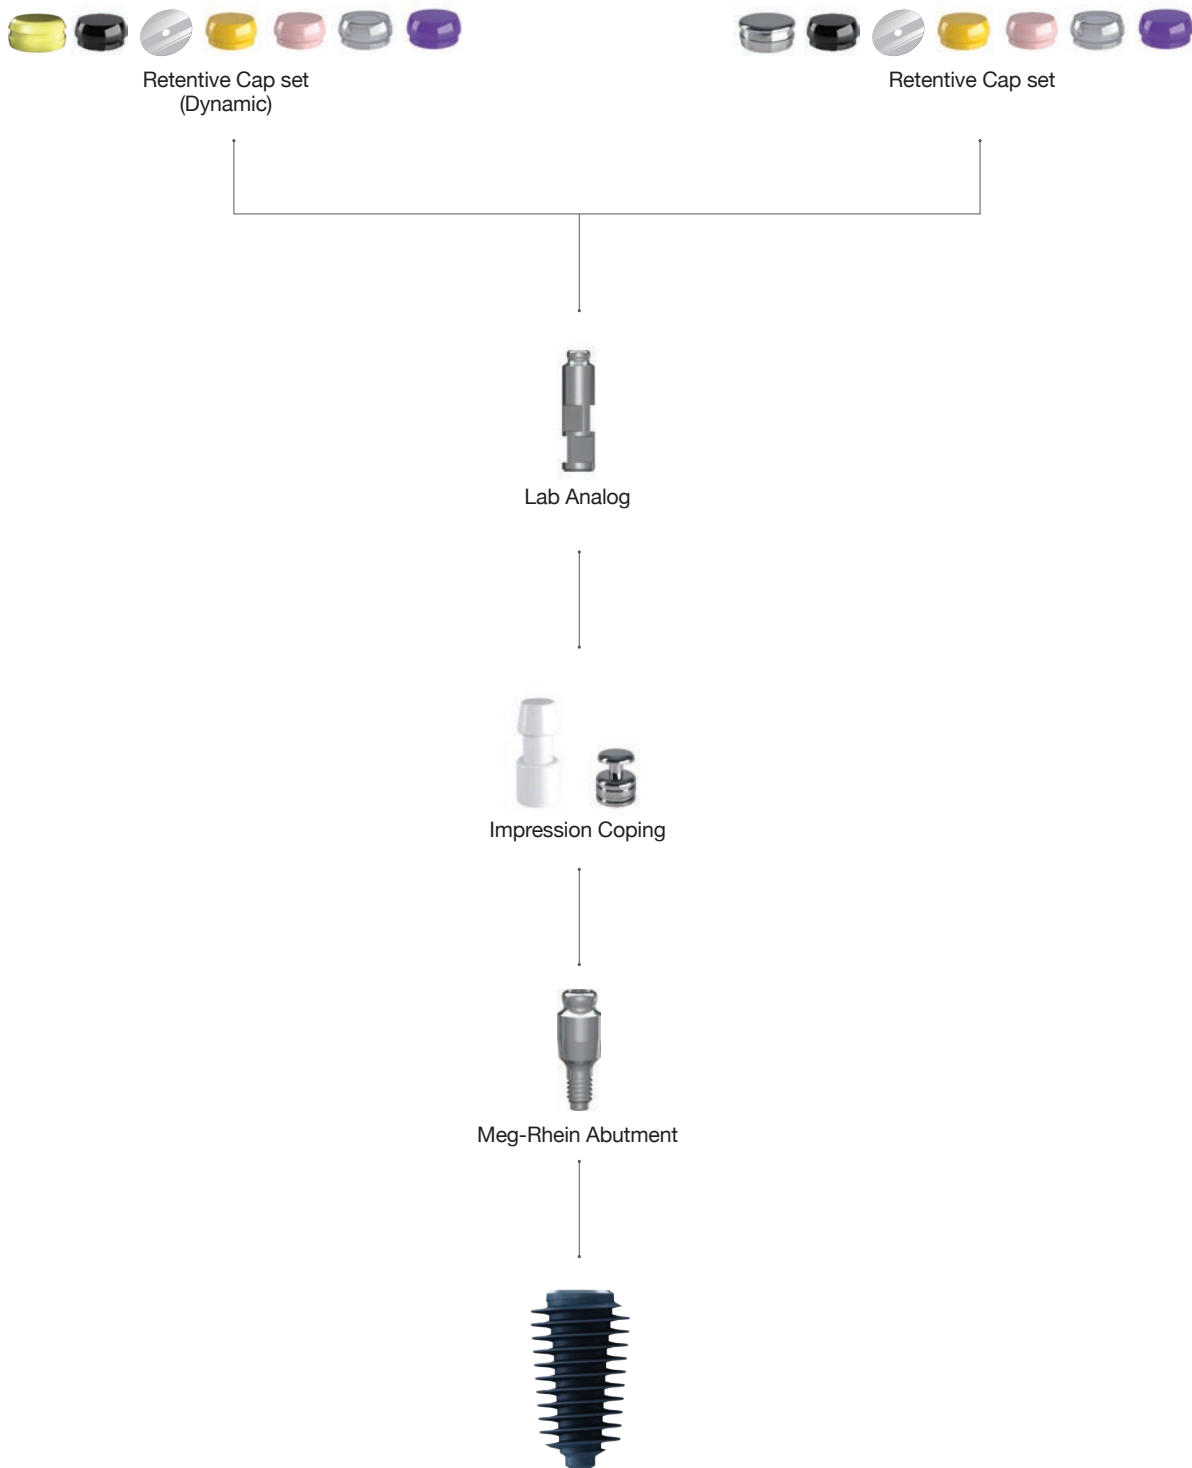 Retentive Cap set
(Dynamic)
Retentive Cap set
Lab Analog
Impression Coping
Meg-Rhein Abutment